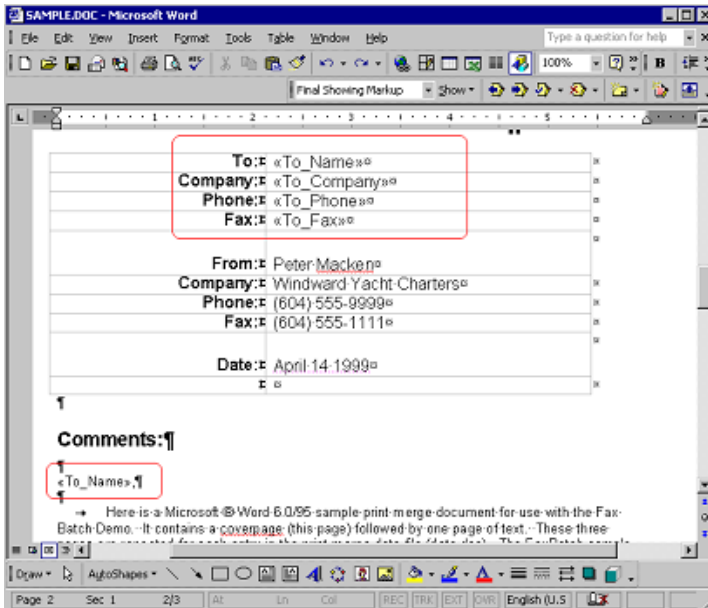 SAMPLE.DOC - Microsoft Word
File Edit View Insert Format Tools Table Window Help Type a question for help
100% B
Final Showing Markup Show
1 2 3 4 5
To: «To_Name»
Company: «To_Company»
Phone: «To_Phone»
Fax: «To_Fax»
From: Peter Macken
Company: Windward Yacht Charters
Phone: (604) 555-9999
Fax: (604) 555-1111
Date: April 14 1999
¶
Comments:¶
¶
«To_Name»,¶
¶
Here is a Microsoft ® Word 6.0/95 sample print merge document for use with the Fax
Batch Demo. It contains a coverpage (this page) followed by one page of text. These three
Draw AutoShapes
Page 2 Sec 1 2/3 At Ln Col REC TRK EXT OVR English (U.S